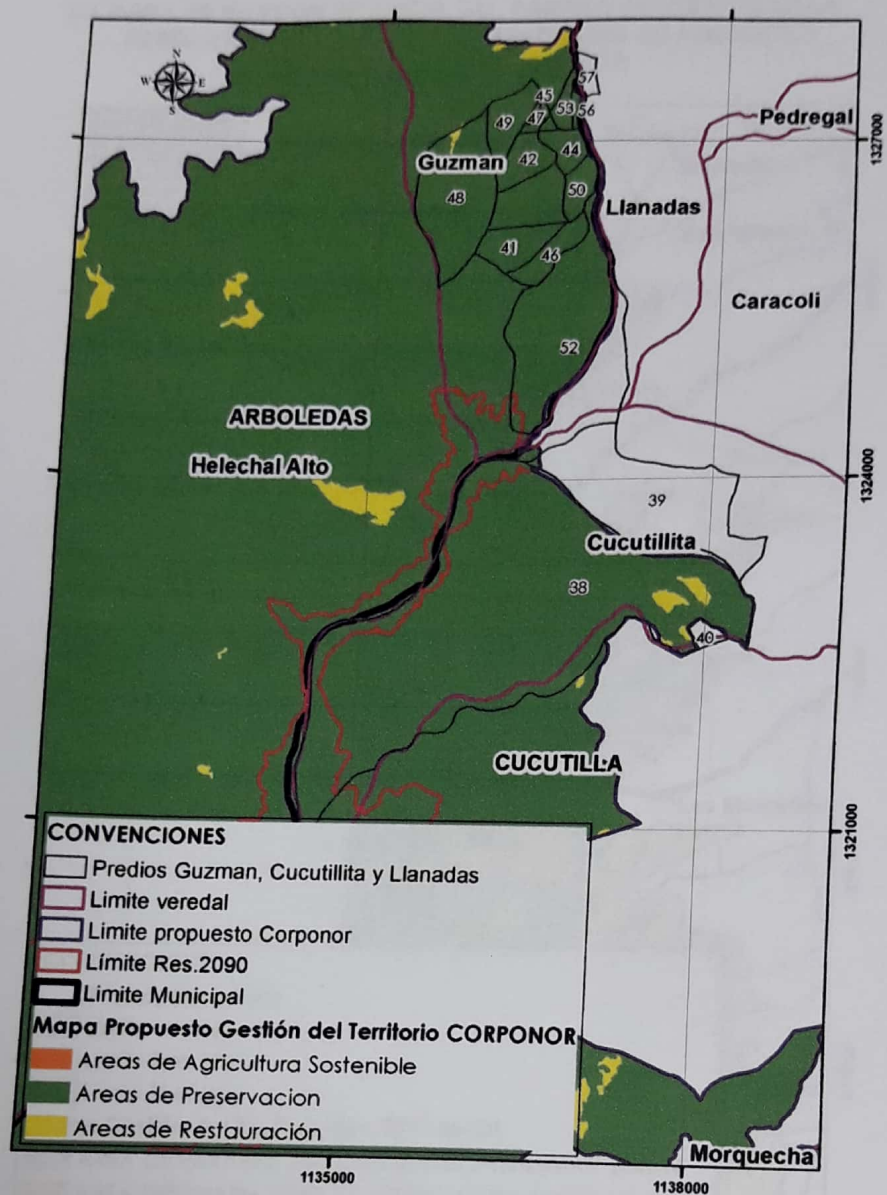 N
W E
S
57
45
53 56
49 47
Pedregal
1327000
Guzman
42
44
48
50
Llanadas
41
46
Caracoli
52
ARBOLEDAS
Helechal Alto
1324000
39
Cucutillita
38
40
CUCUTILLA
1321000
CONVENCIONES
Predios Guzman, Cucutillita y Llanadas
Limite veredal
Limite propuesto Corponor
Límite Res.2090
Limite Municipal
Mapa Propuesto Gestión del Territorio CORPONOR
Areas de Agricultura Sostenible
Areas de Preservacion
Areas de Restauración
Morquecha
1135000
1138000